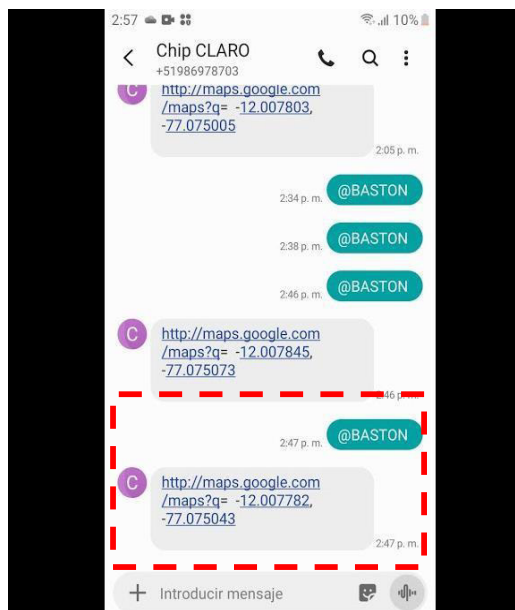 2:57 10%
Chip CLARO
+51986978703
C
http://maps.google.com
/maps?q= -12.007803,
-77.075005
2:05 p. m.
2:34 p. m. @BASTON
2:38 p. m. @BASTON
2:46 p. m. @BASTON
C
http://maps.google.com
/maps?q= -12.007845,
-77.075073
2:46 p. m.
2:47 p. m. @BASTON
C
http://maps.google.com
/maps?q= -12.007782,
-77.075043
2:47 p. m.
Introducir mensaje